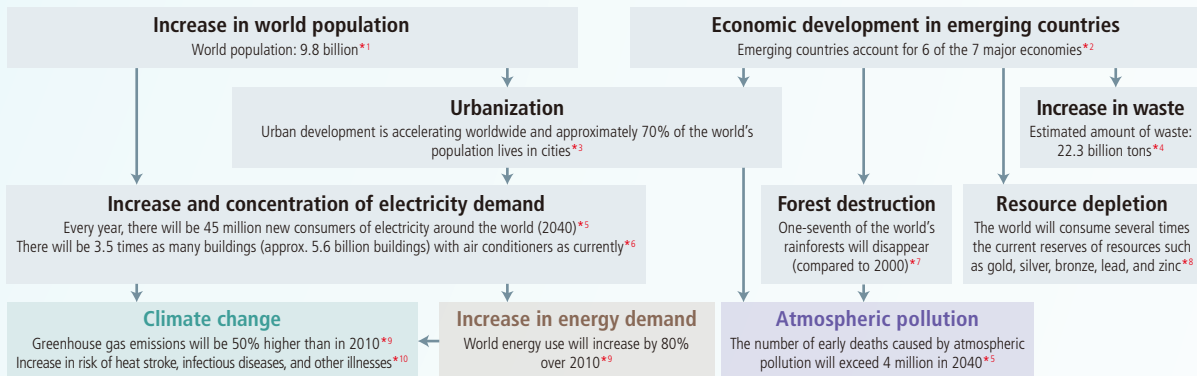 Increase in world population
World population: 9.8 billion*1
Economic development in emerging countries
Emerging countries account for 6 of the 7 major economies*2
Urbanization
Urban development is accelerating worldwide and approximately 70% of the world's
population lives in cities*3
Increase in waste
Estimated amount of waste:
22.3 billion tons*4
Increase and concentration of electricity demand
Every year, there will be 45 million new consumers of electricity around the world (2040)*5
There will be 3.5 times as many buildings (approx. 5.6 billion buildings) with air conditioners as currently*6
Forest destruction
One-seventh of the world's
rainforests will disappear
(compared to 2000)*7
Resource depletion
The world will consume several times
the current reserves of resources such
as gold, silver, bronze, lead, and zinc*8
Climate change
Greenhouse gas emissions will be 50% higher than in 2010*9
Increase in risk of heat stroke, infectious diseases, and other illnesses*10
Increase in energy demand
World energy use will increase by 80%
over 2010*9
Atmospheric pollution
The number of early deaths caused by atmospheric
pollution will exceed 4 million in 2040*5